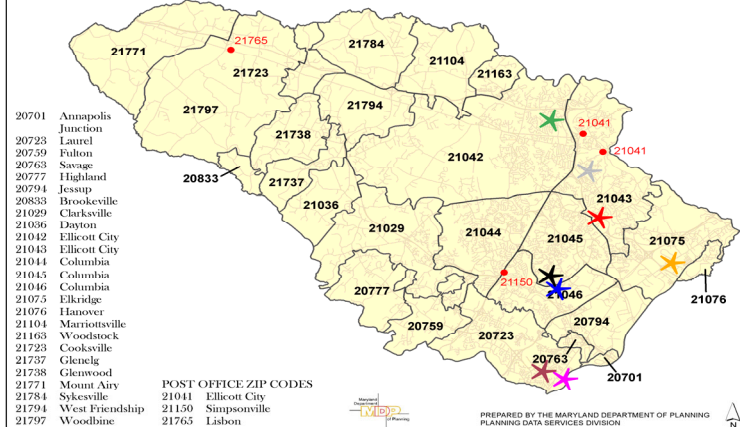 21765
21784
21771
21723
21104
21163
21797
21794
21041
21738
21041
21042
20833
21737
21036
21043
21029
21044
21045
21075
21150
21046
21076
20777
20759
20723
20794
20763
20701
20701 Annapolis
Junction
20723 Laurel
20759 Fulton
20763 Savage
20777 Highland
20794 Jessup
20833 Brookeville
21029 Clarksville
21036 Dayton
21042 Ellicott City
21043 Ellicott City
21044 Columbia
21045 Columbia
21046 Columbia
21075 Elkridge
21076 Hanover
21104 Marriottsville
21163 Woodstock
21723 Cooksville
21737 Glenelg
21738 Glenwood
21771 Mount Airy
21784 Sykesville
21794 West Friendship
21797 Woodbine
POST OFFICE ZIP CODES
21041 Ellicott City
21150 Simpsonville
21765 Lisbon
Maryland
Department
MDP
of Planning
PREPARED BY THE MARYLAND DEPARTMENT OF PLANNING
PLANNING DATA SERVICES DIVISION
N